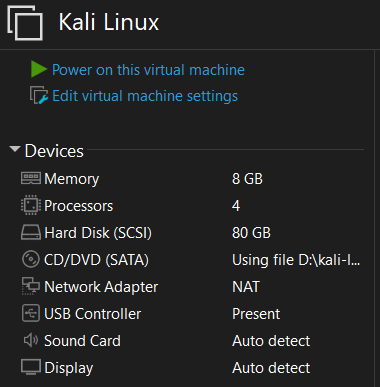 Kali Linux
Power on this virtual machine
Edit virtual machine settings
Devices
Memory 8 GB
Processors 4
Hard Disk (SCSI) 80 GB
CD/DVD (SATA) Using file D:\kali-l...
Network Adapter NAT
USB Controller Present
Sound Card Auto detect
Display Auto detect